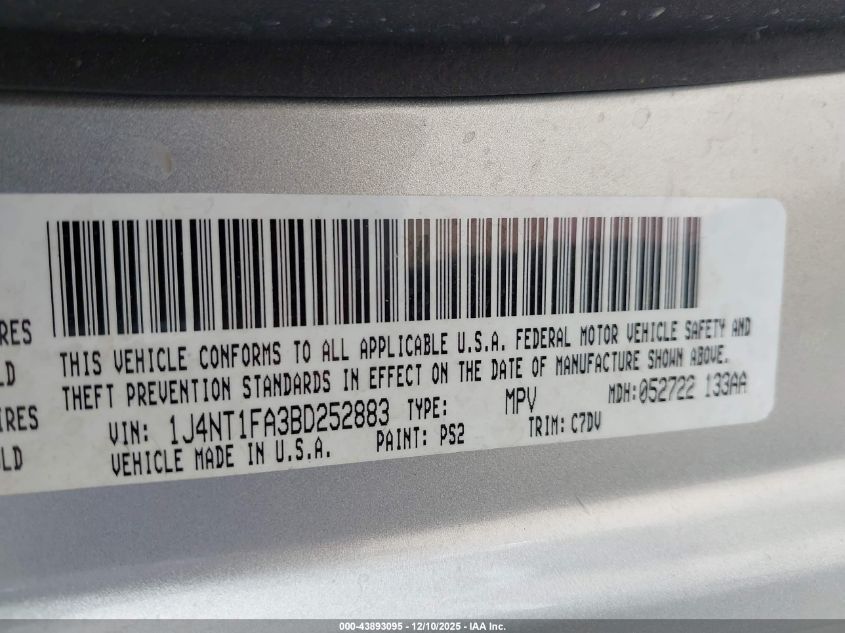 RES
LD
IRES
LD
THIS VEHICLE CONFORMS TO ALL APPLICABLE U.S.A. FEDERAL MOTOR VEHICLE SAFETY AND
THEFT PREVENTION STANDARDS IN EFFECT ON THE DATE OF MANUFACTURE SHOWN ABOVE.
VIN: 1J4NT1FA3BD252883 TYPE: MPV MDH:052722 133AA
VEHICLE MADE IN U.S.A. PAINT: PS2 TRIM: C7DV
000-43893095 - 12/10/2025 - IAA Inc.